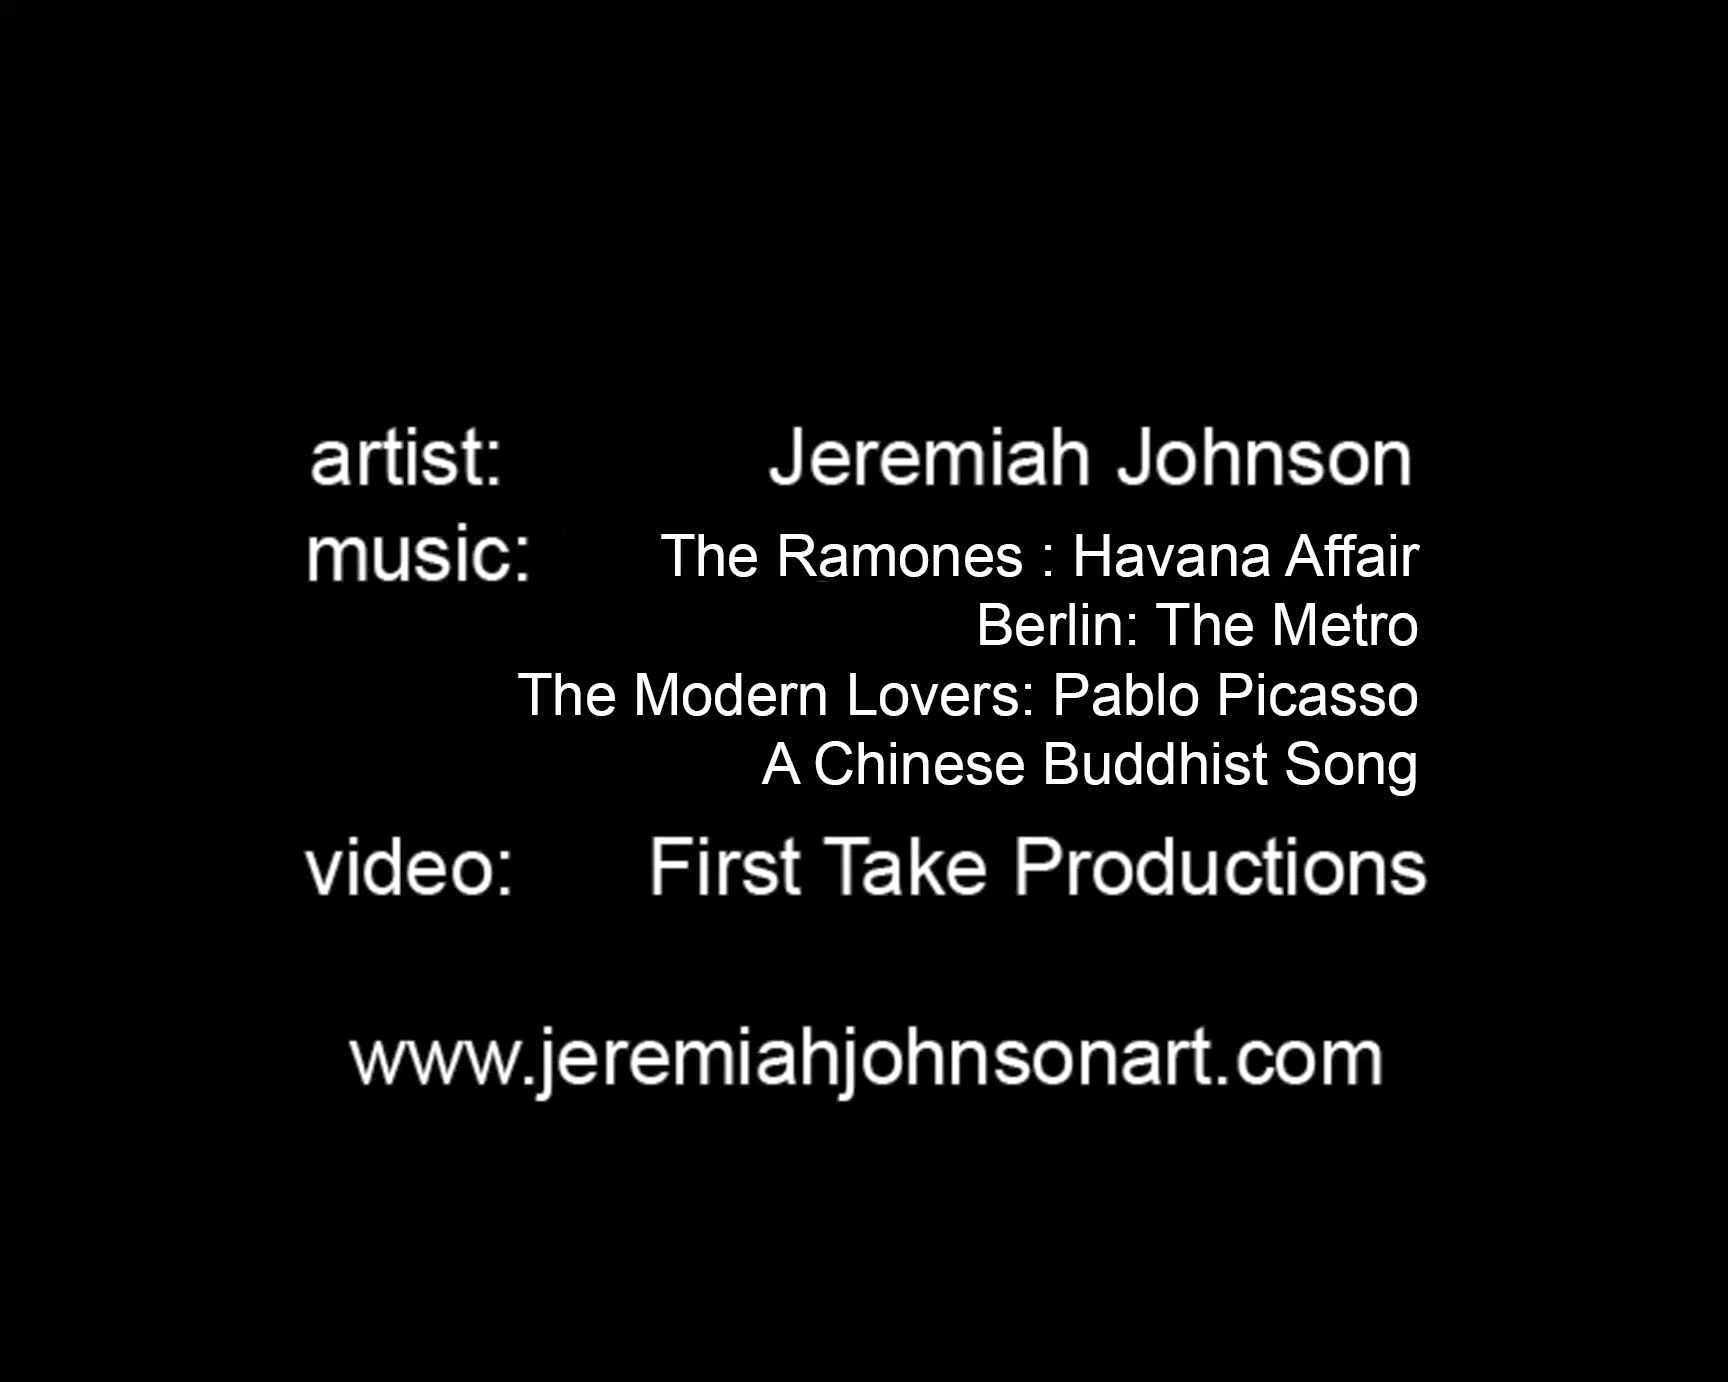 artist: Jeremiah Johnson
music: The Ramones : Havana Affair
Berlin: The Metro
The Modern Lovers: Pablo Picasso
A Chinese Buddhist Song
video: First Take Productions
www.jeremiahjohnsonart.com